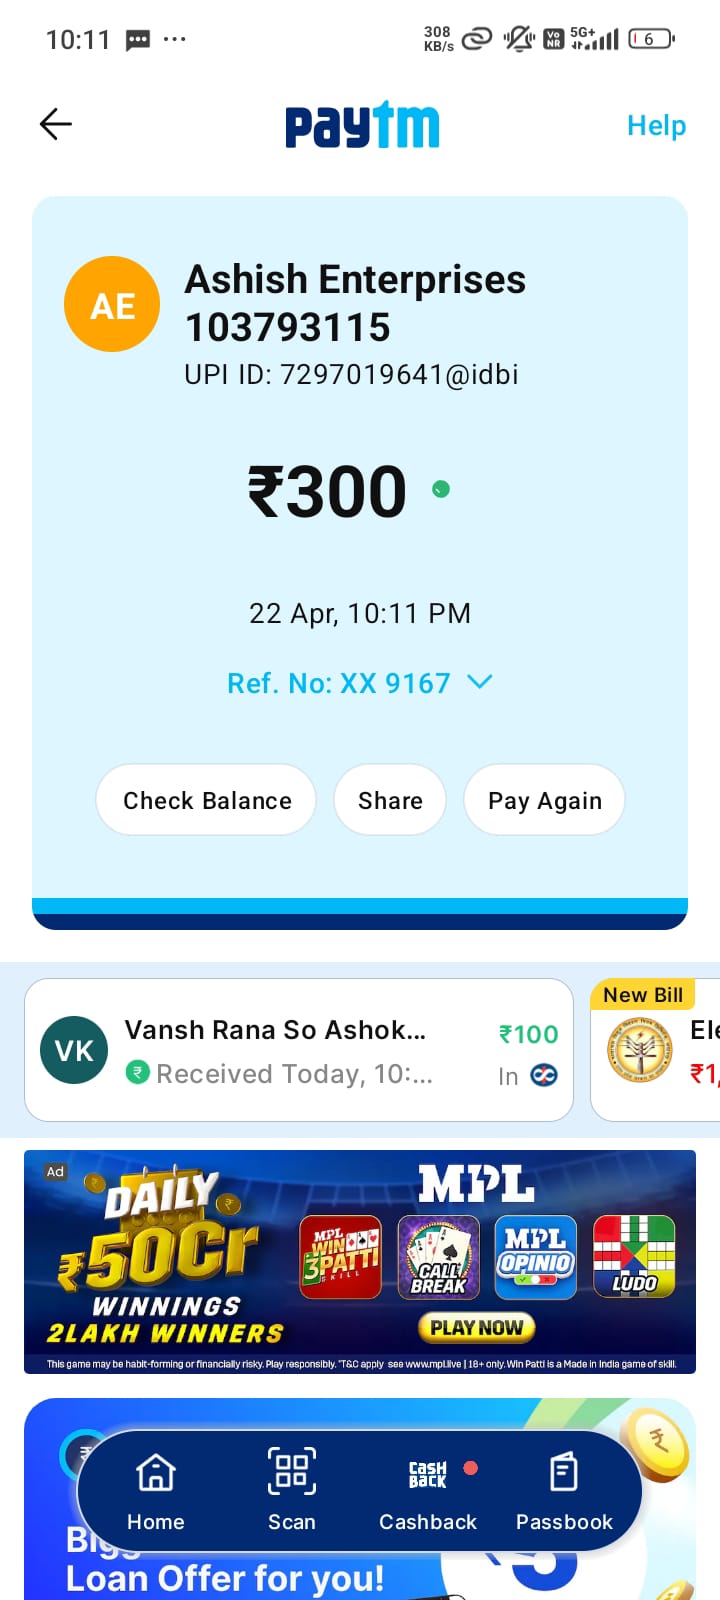 10:11
308
KB/s
Vo
NR
5G+
6
paytm
Help
AE
Ashish Enterprises
103793115
UPI ID: 7297019641@idbi
₹300
22 Apr, 10:11 PM
Ref. No: XX 9167
Check Balance
Share
Pay Again
VK
Vansh Rana So Ashok...
₹100
₹
Received Today, 10:...
In
New Bill
Ele
₹1,
Ad
DAILY
₹50Cr
WINNINGS
2LAKH WINNERS
MPL
MPL
WIN
3PATTI
SKILL
CALL
BREAK
MPL
OPINIO
LUDO
PLAY NOW
This game may be habit-forming or financially risky. Play responsibly. *T&C apply see www.mpl.live | 18+ only. Win Patti is a Made in India game of skill.
Home
Scan
CASH
BACK
Cashback
Passbook
Loan Offer for you!